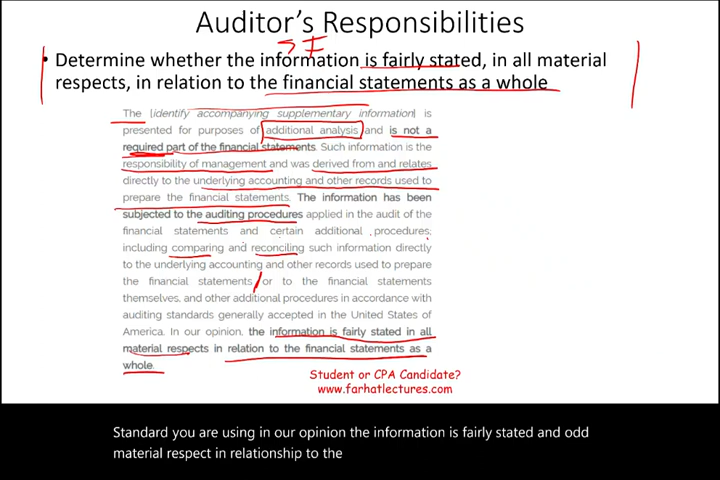 Auditor's Responsibilities
SI
• Determine whether the information is fairly stated, in all material
respects, in relation to the financial statements as a whole
The [identify accompanying supplementary information] is
presented for purposes of additional analysis and is not a
required part of the financial statements. Such information is the
responsibility of management and was derived from and relates
directly to the underlying accounting and other records used to
prepare the financial statements. The information has been
subjected to the auditing procedures applied in the audit of the
financial statements and certain additional procedures,
including comparing and reconciling such information directly
to the underlying accounting and other records used to prepare
the financial statements or to the financial statements
themselves, and other additional procedures in accordance with
auditing standards generally accepted in the United States of
America. In our opinion, the information is fairly stated in all
material respects in relation to the financial statements as a
whole.
Student or CPA Candidate?
www.farhatlectures.com
Standard you are using in our opinion the information is fairly stated and odd
material respect in relationship to the